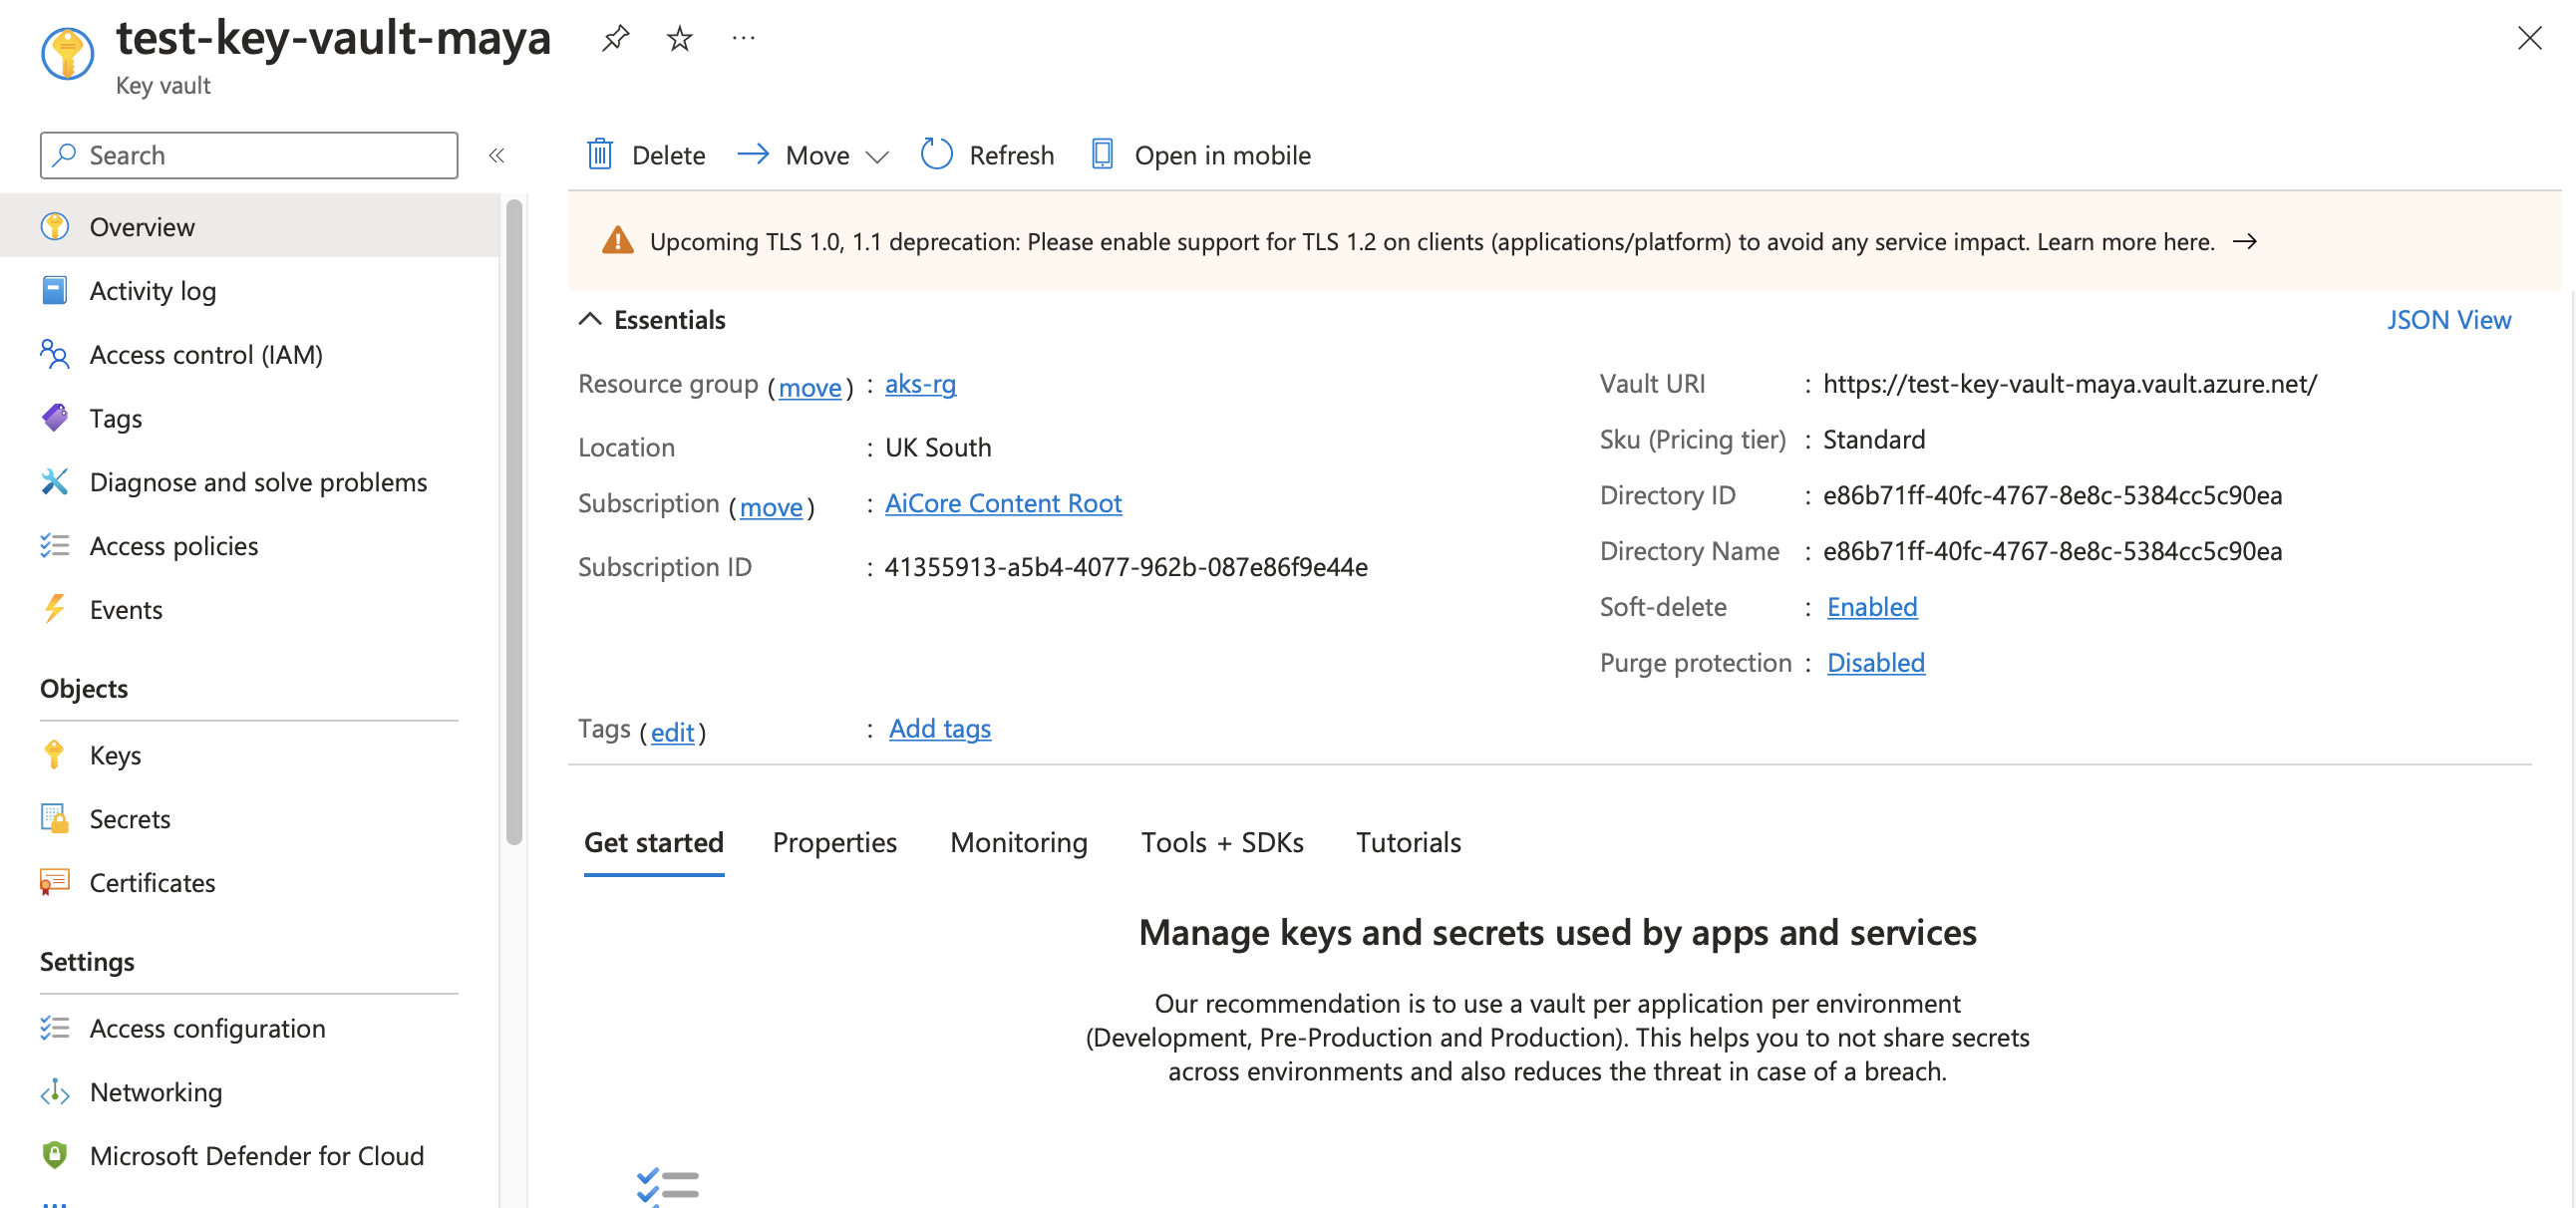 test-key-vault-maya
Key vault
Search
Delete Move Refresh Open in mobile
Overview
Activity log
Access control (IAM)
Tags
Diagnose and solve problems
Access policies
Events
Objects
Keys
Secrets
Certificates
Settings
Access configuration
Networking
Microsoft Defender for Cloud
Upcoming TLS 1.0, 1.1 deprecation: Please enable support for TLS 1.2 on clients (applications/platform) to avoid any service impact. Learn more here. →
Essentials
JSON View
Resource group (move) : aks-rg
Location : UK South
Subscription (move) : AiCore Content Root
Subscription ID : 41355913-a5b4-4077-962b-087e86f9e44e
Vault URI : https://test-key-vault-maya.vault.azure.net/
Sku (Pricing tier) : Standard
Directory ID : e86b71ff-40fc-4767-8e8c-5384cc5c90ea
Directory Name : e86b71ff-40fc-4767-8e8c-5384cc5c90ea
Soft-delete : Enabled
Purge protection : Disabled
Tags (edit) : Add tags
Get started Properties Monitoring Tools + SDKs Tutorials
Manage keys and secrets used by apps and services
Our recommendation is to use a vault per application per environment
(Development, Pre-Production and Production). This helps you to not share secrets
across environments and also reduces the threat in case of a breach.